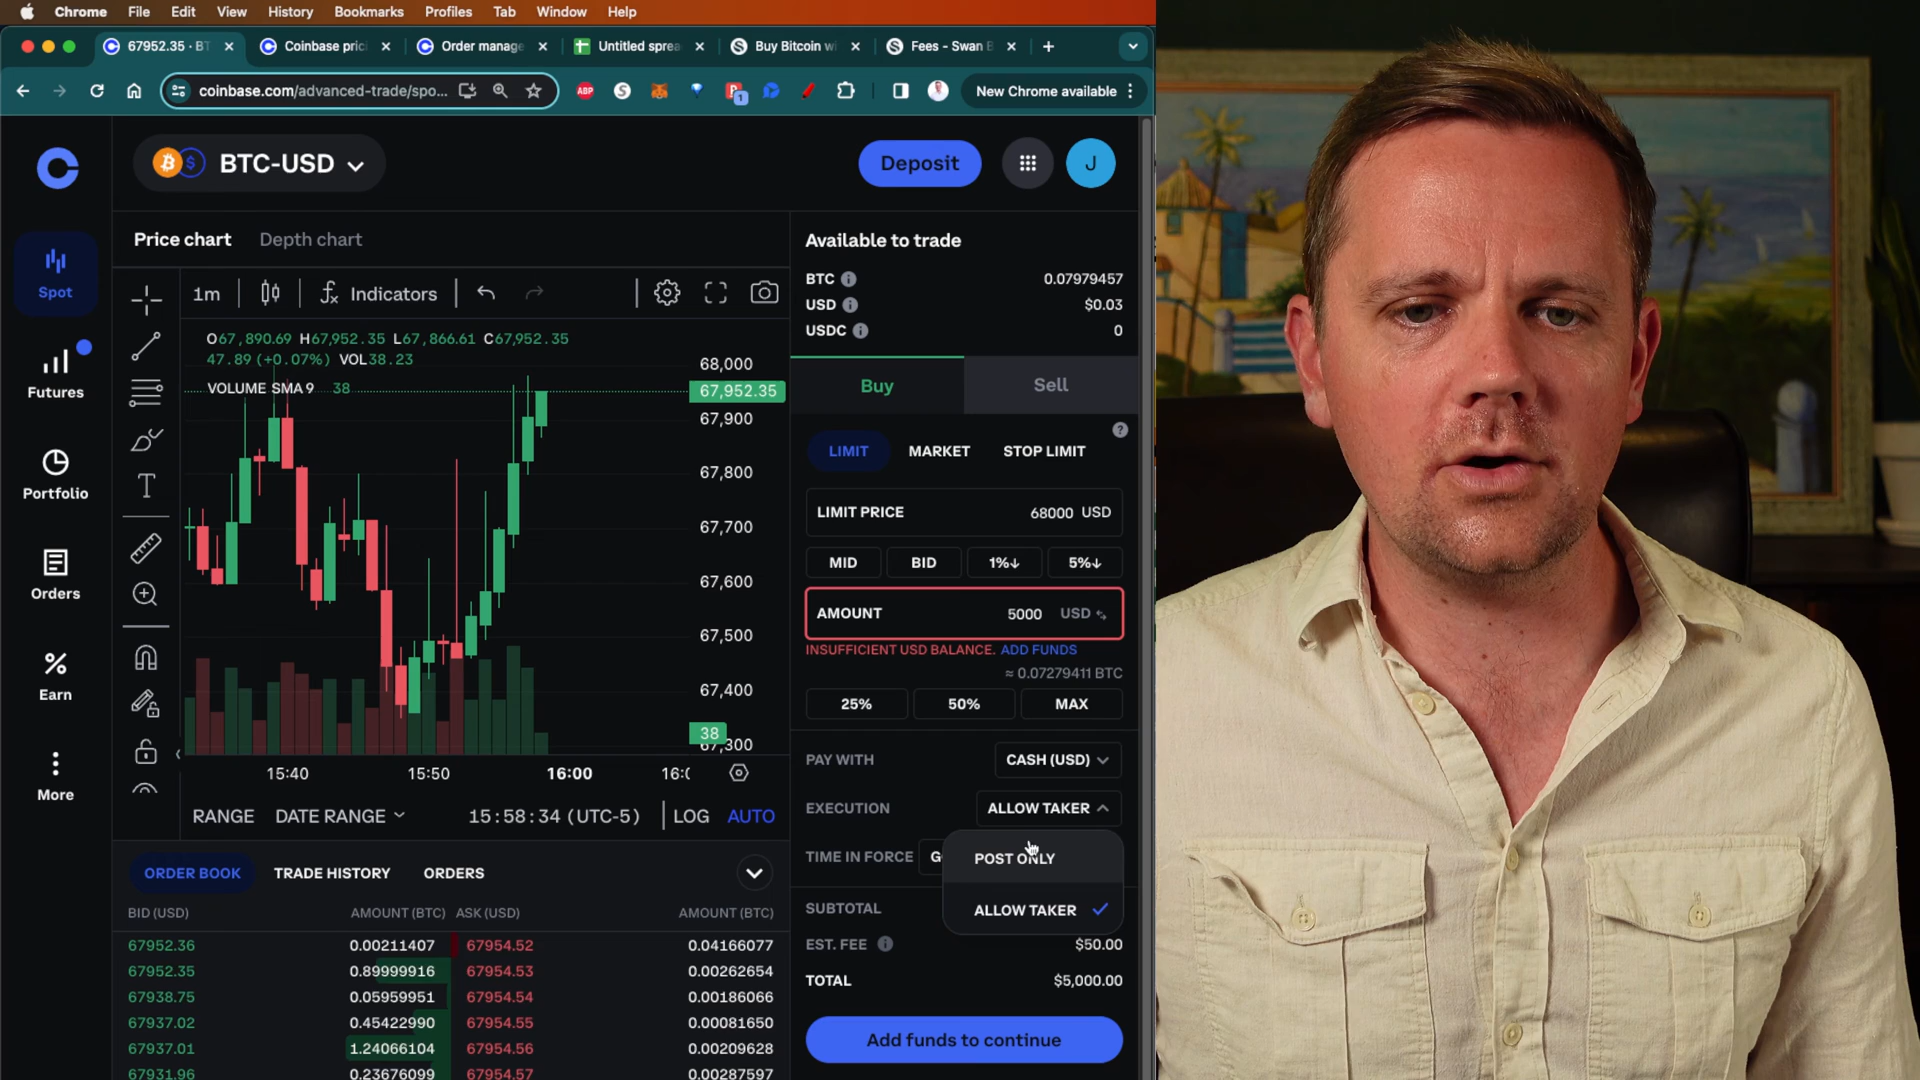 Chrome File Edit View History Bookmarks Profiles Tab Window Help
67952.35 · BT
Coinbase pric
Order manage
Untitled sprea
Buy Bitcoin wi
Fees - Swan B
coinbase.com/advanced-trade/spo...
ABP
1
New Chrome available
BTC-USD
Deposit
J
Spot
Futures
Portfolio
Orders
Earn
More
Price chart Depth chart
1m Indicators
O67,890.69 H67,952.35 L67,866.61 C67,952.35
47.89 (+0.07%) VOL38.23
VOLUME SMA 9 38
68,000
67,952.35
67,900
67,800
67,700
67,600
67,500
67,400
38
67,300
15:40 15:50 16:00
RANGE DATE RANGE 15:58:34 (UTC-5) LOG AUTO
ORDER BOOK TRADE HISTORY ORDERS
BID (USD) AMOUNT (BTC) ASK (USD) AMOUNT (BTC)
67952.36 0.00211407 67954.52 0.04166077
67952.35 0.89999916 67954.53 0.00262654
67938.75 0.05959951 67954.54 0.00186066
67937.02 0.45422990 67954.55 0.00081650
67937.01 1.24066104 67954.56 0.00209628
67931.96 0.23676099 67954.57 0.00287597
Available to trade
BTC 0.07979457
USD $0.03
USDC 0
Buy Sell
?
LIMIT MARKET STOP LIMIT
LIMIT PRICE 68000 USD
MID BID 1%↓ 5%↓
AMOUNT 5000 USD
INSUFFICIENT USD BALANCE. ADD FUNDS
≈ 0.07279411 BTC
25% 50% MAX
PAY WITH CASH (USD)
EXECUTION ALLOW TAKER
TIME IN FORCE G
POST ONLY
ALLOW TAKER
SUBTOTAL
EST. FEE $50.00
TOTAL $5,000.00
Add funds to continue